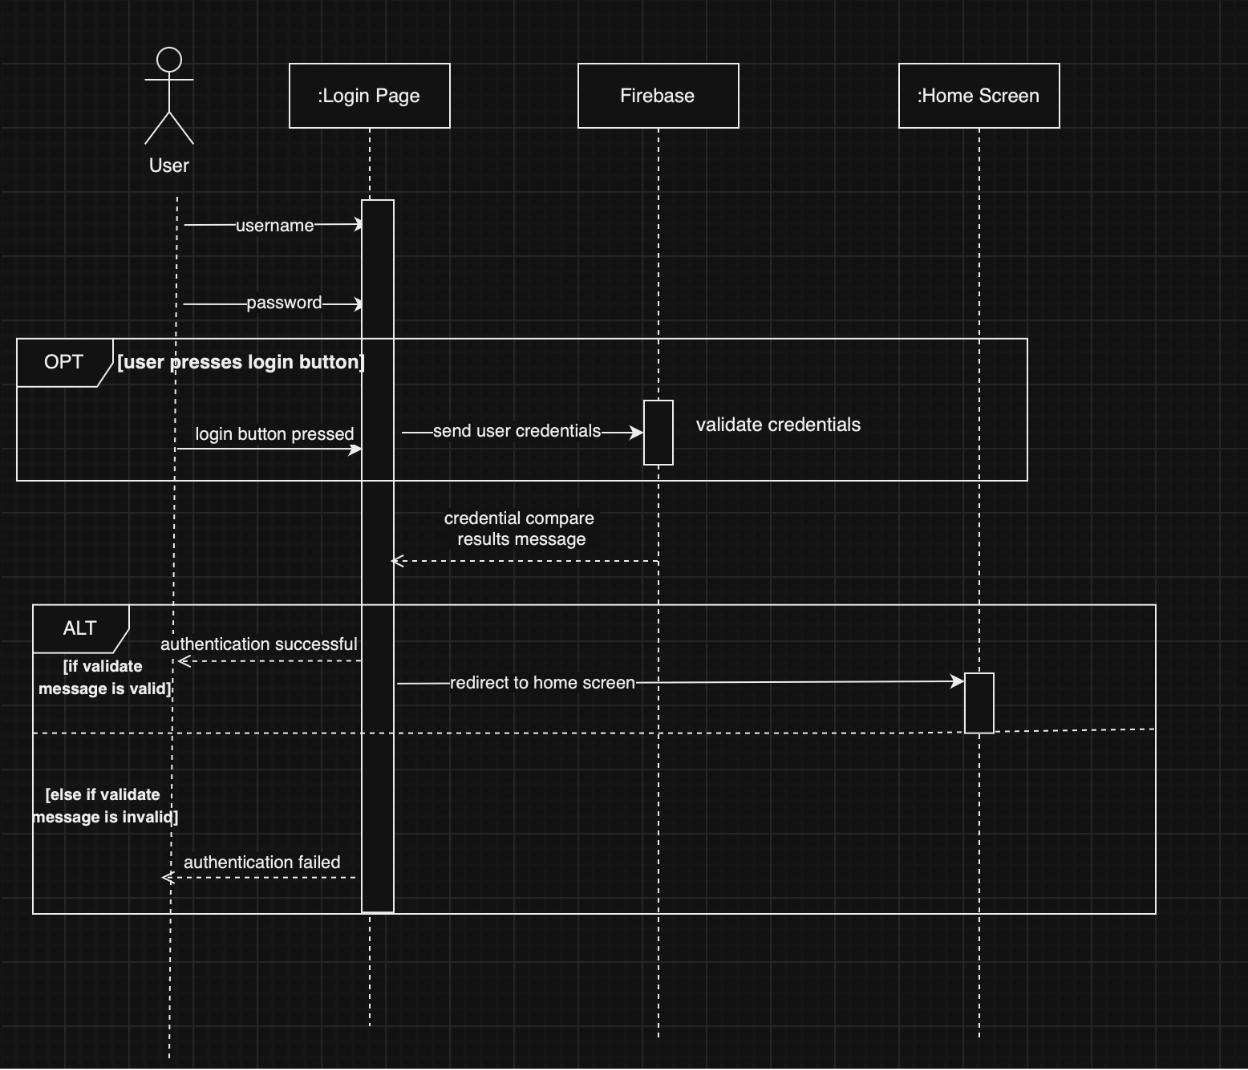 :Login Page
Firebase
:Home Screen
User
username
password
OPT
[user presses login button]
login button pressed
send user credentials
validate credentials
credential compare
results message
ALT
authentication successful
[if validate
message is valid]
redirect to home screen
[else if validate
message is invalid]
authentication failed